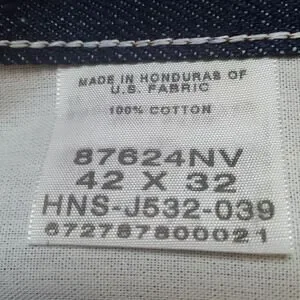 MADE IN HONDURAS OF
U.S. FABRIC
100% COTTON
87624NV
42 X 32
HNS-J532-039
672787800021